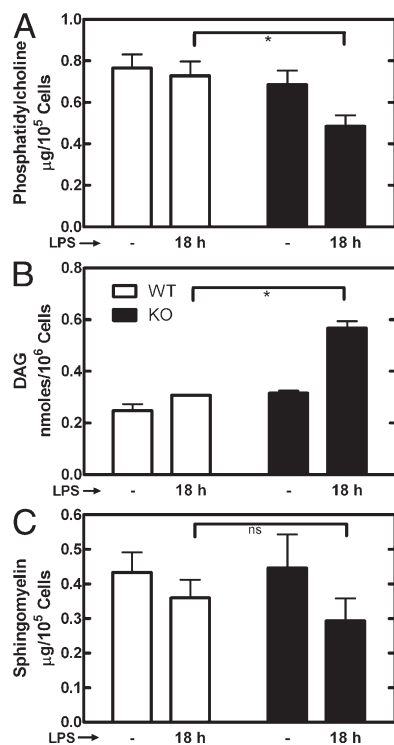 A
Phosphatidylcholine
μg/10⁵ Cells
1.0
0.8
0.6
0.4
0.2
0.0
*
LPS→ - 18 h - 18 h
B
DAG
nmoles/10⁶ Cells
0.8
0.6
0.4
0.2
0.0
WT
KO
*
LPS→ - 18 h - 18 h
C
Sphingomyelin
μg/10⁵ Cells
0.6
0.5
0.4
0.3
0.2
0.1
0.0
ns
LPS→ - 18 h - 18 h